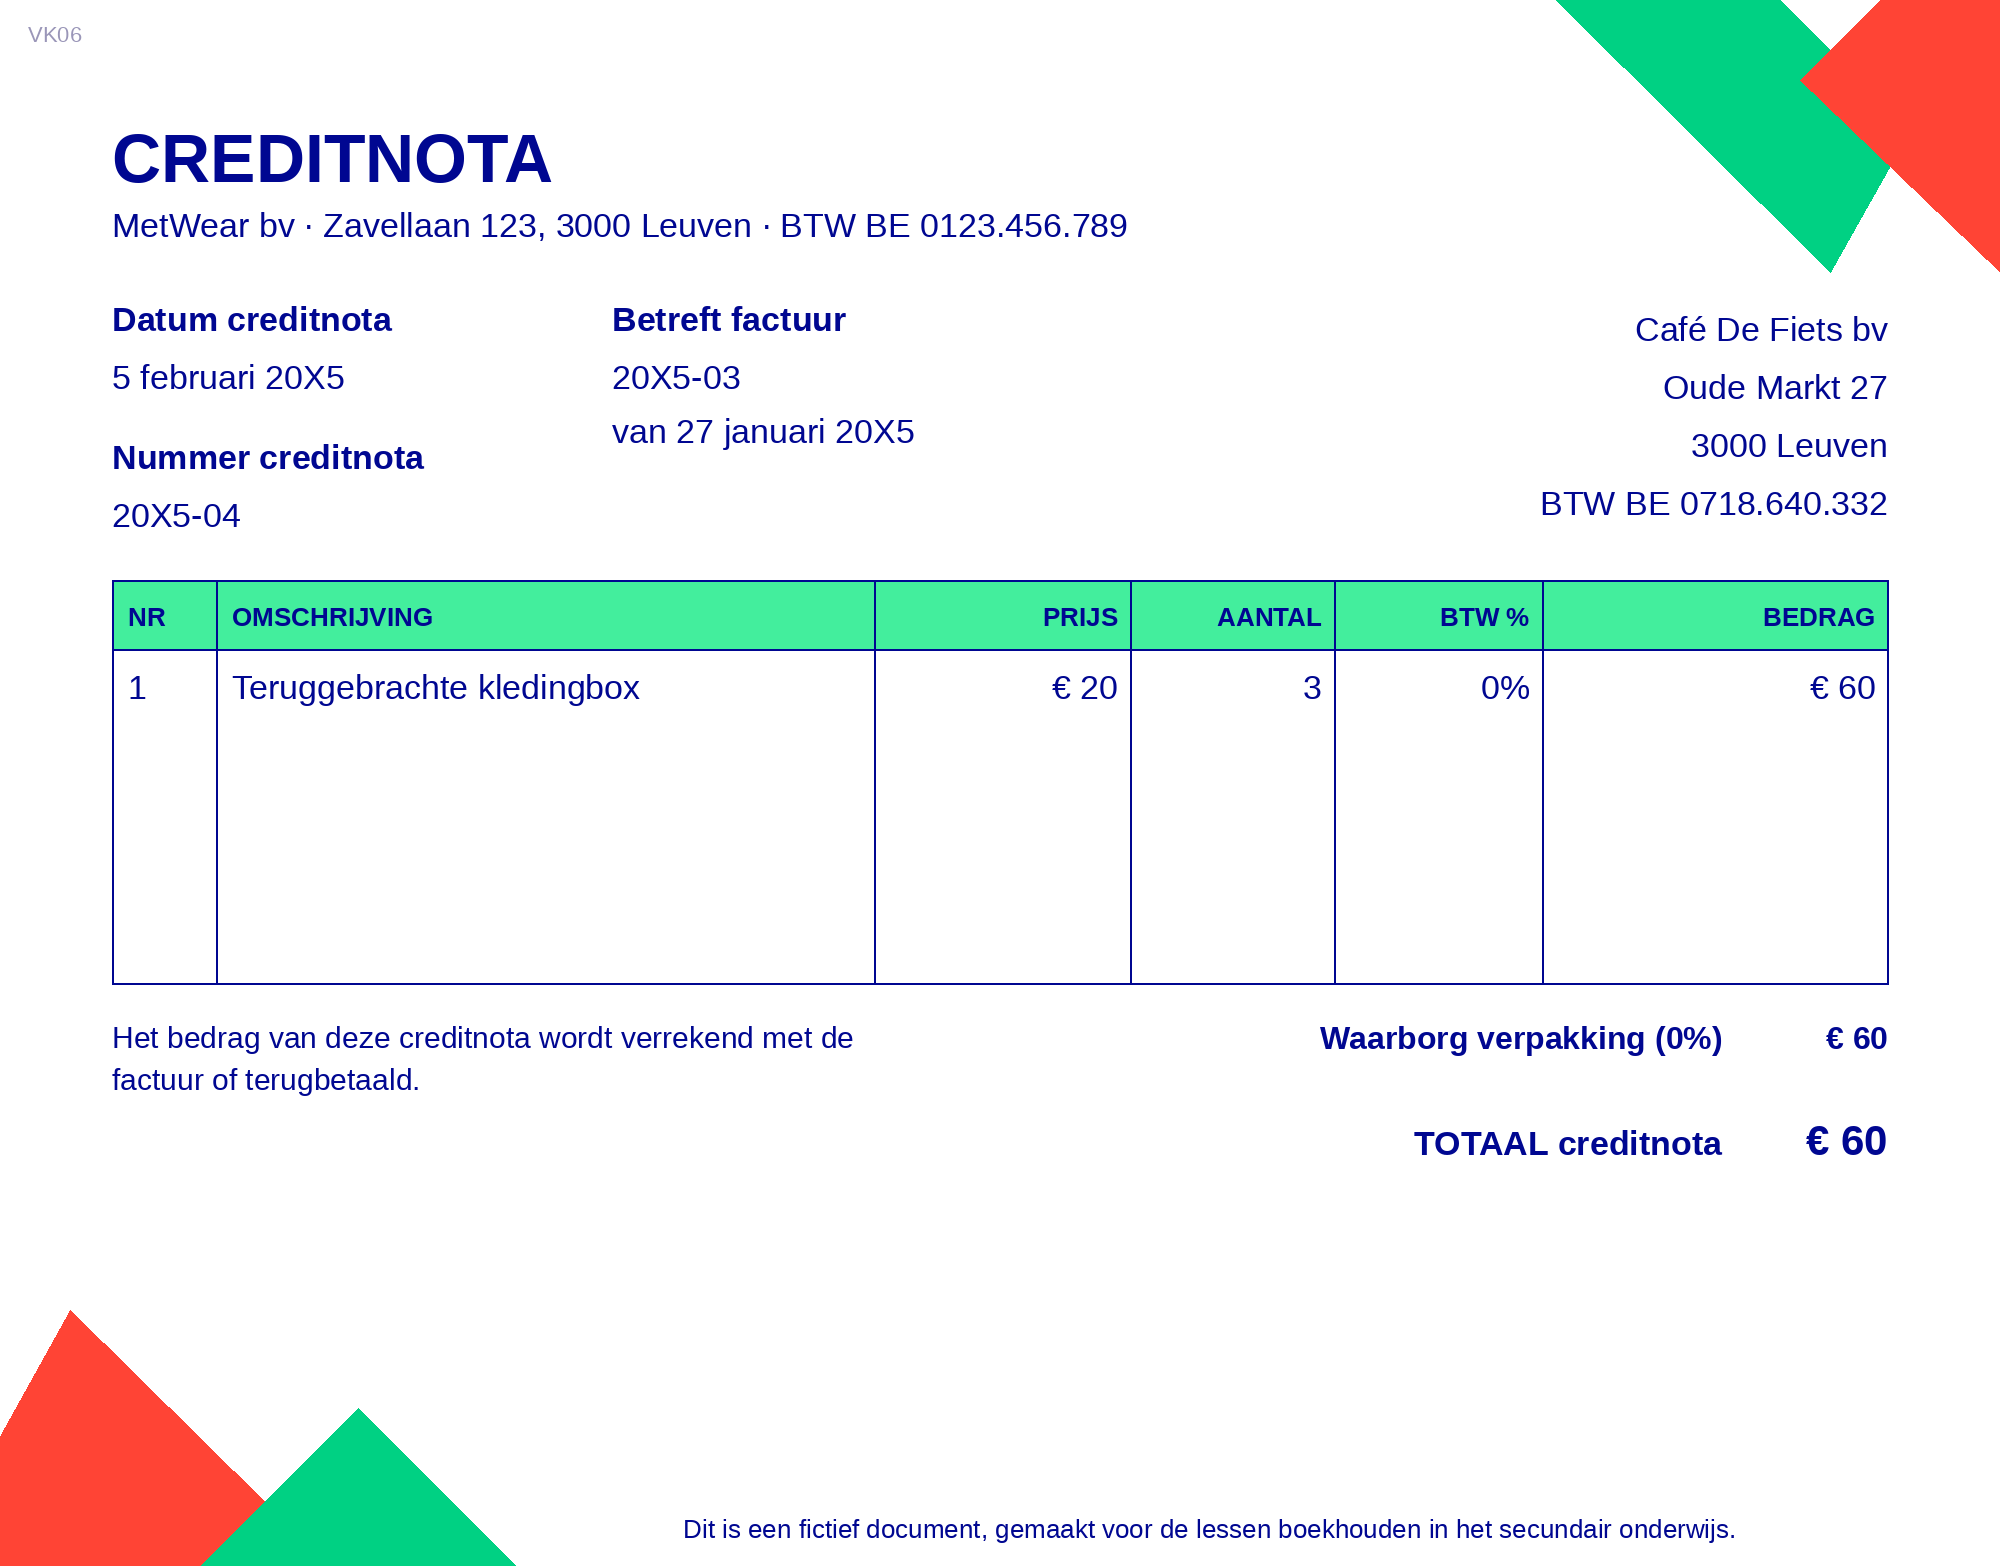 VK06
CREDITNOTA
MetWear bv · Zavellaan 123, 3000 Leuven · BTW BE 0123.456.789
Datum creditnota
5 februari 20X5
Nummer creditnota
20X5-04
Betreft factuur
20X5-03
van 27 januari 20X5
Café De Fiets bv
Oude Markt 27
3000 Leuven
BTW BE 0718.640.332
NR OMSCHRIJVING PRIJS AANTAL BTW % BEDRAG
1 Teruggebrachte kledingbox € 20 3 0% € 60
Het bedrag van deze creditnota wordt verrekend met de
factuur of terugbetaald.
Waarborg verpakking (0%) € 60
TOTAAL creditnota € 60
Dit is een fictief document, gemaakt voor de lessen boekhouden in het secundair onderwijs.